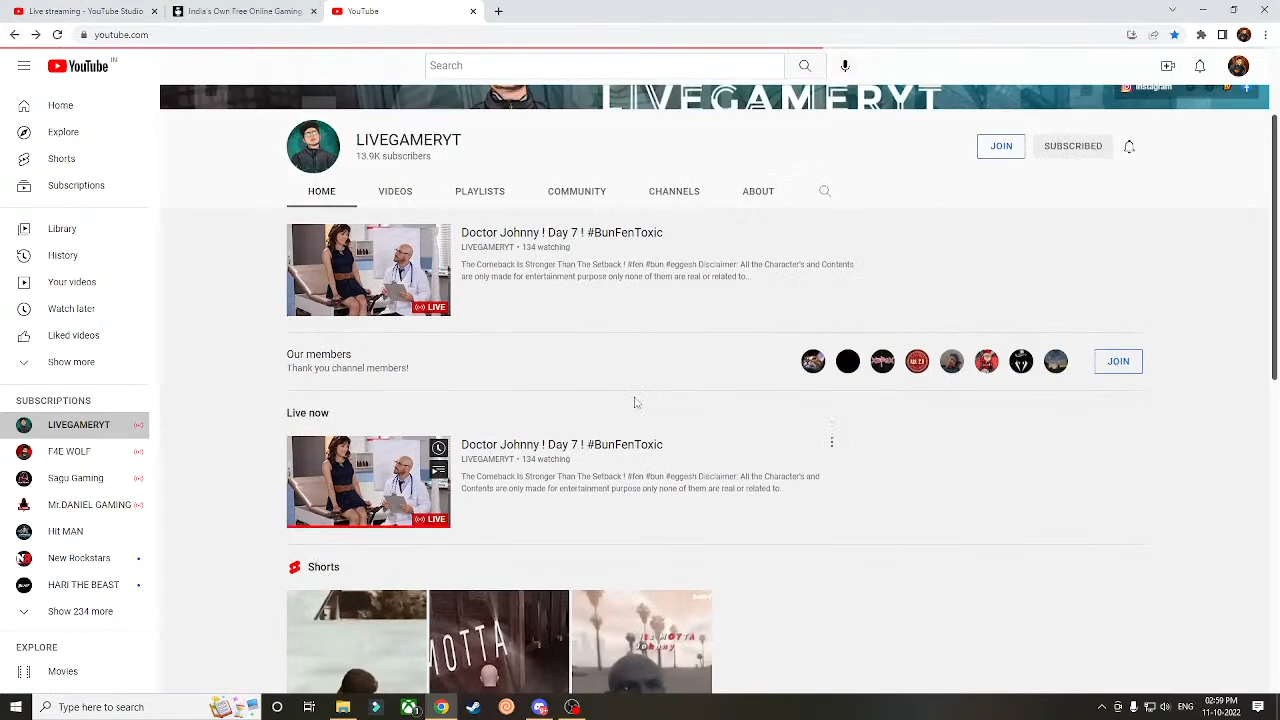 Live streaming - YouTube Studio
India's Own Free Online Gaming
YouTube
youtube.com
YouTube IN
Search
LIVEGAMERYT
Instagram
LIVEGAMERYT
13.9K subscribers
JOIN
SUBSCRIBED
HOME
VIDEOS
PLAYLISTS
COMMUNITY
CHANNELS
ABOUT
Home
Explore
Shorts
Subscriptions
Library
History
Your videos
Watch later
Liked videos
Show more
SUBSCRIPTIONS
LIVEGAMERYT
F4E WOLF
Sapl Gaming
Mr.DANIEL GAMING
Hit MAN
New Rockstars
HARI THE BEAST
Show 234 more
EXPLORE
Movies
Doctor Johnny ! Day 7 ! #BunFenToxic
LIVEGAMERYT • 134 watching
The Comeback Is Stronger Than The Setback ! #fen #bun #eggesh Disclaimer: All the Character's and Contents
are only made for entertainment purpose only none of them are real or related to...
LIVE
Our members
Thank you channel members!
JOIN
Live now
Doctor Johnny ! Day 7 ! #BunFenToxic
LIVEGAMERYT • 134 watching
The Comeback Is Stronger Than The Setback ! #fen #bun #eggesh Disclaimer: All the Character's and
Contents are only made for entertainment purpose only none of them are real or related to...
LIVE
Shorts
MOTTA
MOTTA
Johnny
Type here to search
1
ENG
02:59 PM
11-10-2022